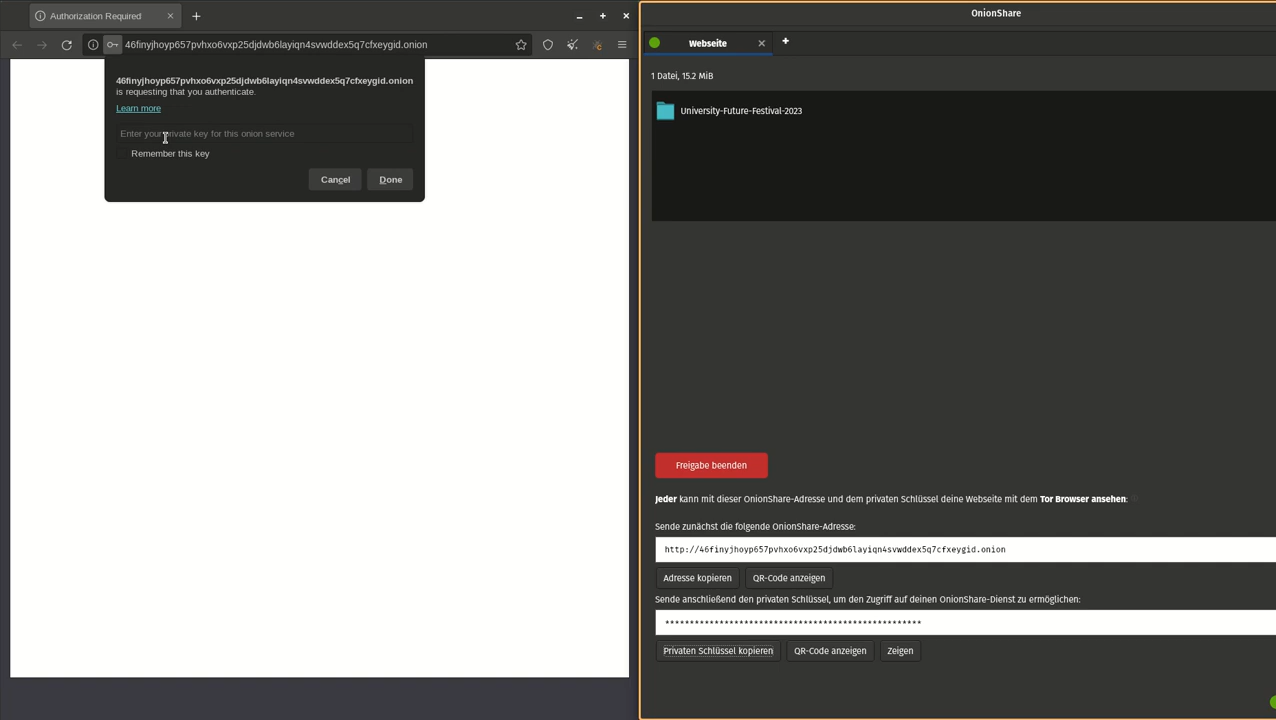 Authorization Required
46finyjhoyp657pvhxo6vxp25djdwb6layiqn4svwddex5q7cfxeygid.onion
46finyjhoyp657pvhxo6vxp25djdwb6layiqn4svwddex5q7cfxeygid.onion
is requesting that you authenticate.
Learn more
Enter your private key for this onion service
Remember this key
Cancel
Done
OnionShare
Webseite
1 Datei, 15.2 MiB
University-Future-Festival-2023
Freigabe beenden
Jeder kann mit dieser OnionShare-Adresse und dem privaten Schlüssel deine Webseite mit dem Tor Browser ansehen:
Sende zunächst die folgende OnionShare-Adresse:
http://46finyjhoyp657pvhxo6vxp25djdwb6layiqn4svwddex5q7cfxeygid.onion
Adresse kopieren
QR-Code anzeigen
Sende anschließend den privaten Schlüssel, um den Zugriff auf deinen OnionShare-Dienst zu ermöglichen:
****************************************************
Privaten Schlüssel kopieren
QR-Code anzeigen
Zeigen